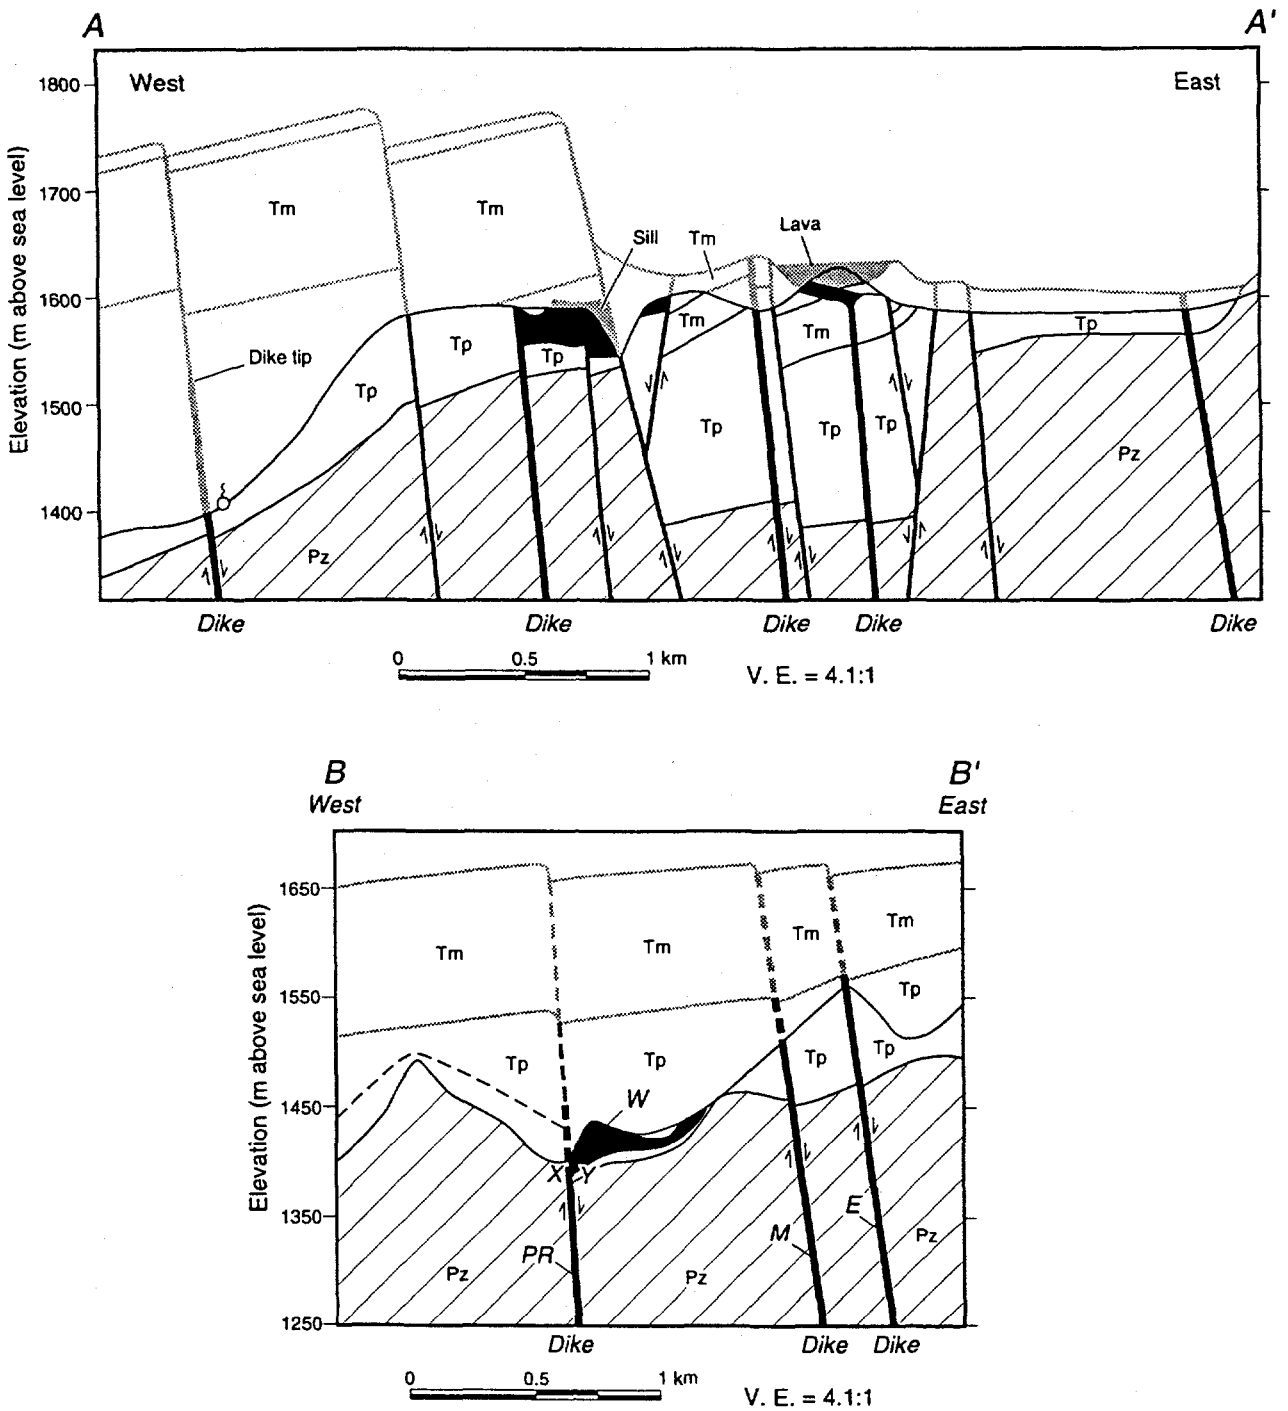 A A'
West East
1800
1700
1600
1500
1400
Elevation (m above sea level)
Tm Tm Sill Tm Lava
Dike tip
Tp Tp Tp Tm Tm Tp
Tp Tp Tp
Pz Pz
Dike Dike Dike Dike Dike
0 0.5 1 km
V. E. = 4.1:1
B B'
West East
1650
1550
1450
1350
1250
Elevation (m above sea level)
Tm Tm Tm Tm
Tp Tp Tp Tp Tp
W
X Y
PR M E
Pz Pz Pz
Dike Dike Dike
0 0.5 1 km
V. E. = 4.1:1